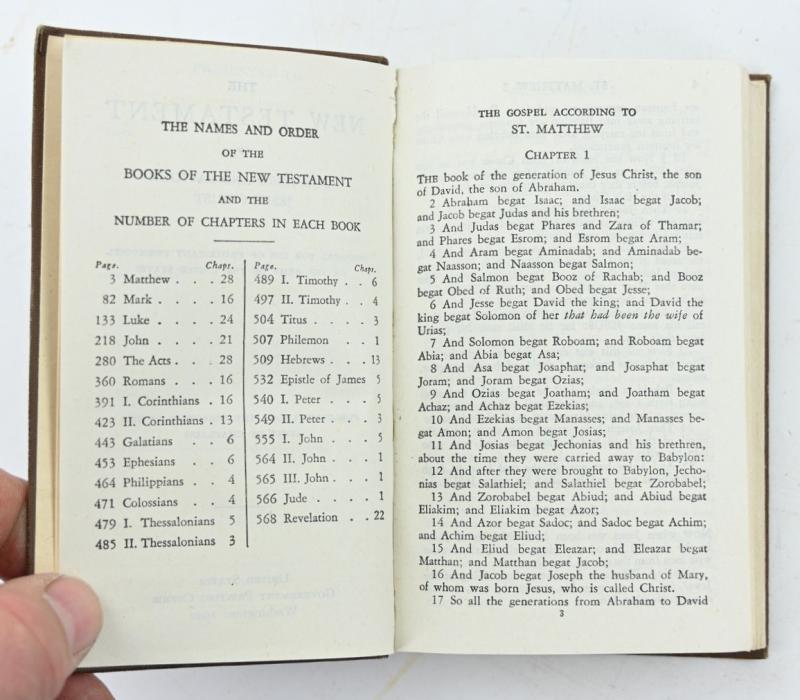 THE NAMES AND ORDER
OF THE
BOOKS OF THE NEW TESTAMENT
AND THE
NUMBER OF CHAPTERS IN EACH BOOK
Page. Chaps.
3 Matthew . . . 28
82 Mark . . . . 16
133 Luke . . . . 24
218 John . . . . 21
280 The Acts . . . 28
360 Romans . . . 16
391 I. Corinthians . 16
423 II. Corinthians . 13
443 Galatians . . 6
453 Ephesians . . 6
464 Philippians . . 4
471 Colossians . . 4
479 I. Thessalonians 5
485 II. Thessalonians 3
Page. Chaps.
489 I. Timothy . . 6
497 II. Timothy . . 4
504 Titus . . . . 3
507 Philemon . . 1
509 Hebrews . . . 13
532 Epistle of James 5
540 I. Peter . . . 5
549 II. Peter . . . 3
555 I. John . . . 5
564 II. John . . . 1
565 III. John . . . 1
566 Jude . . . . 1
568 Revelation . . 22
THE GOSPEL ACCORDING TO
ST. MATTHEW
CHAPTER 1
THE book of the generation of Jesus Christ, the son
of David, the son of Abraham.
2 Abraham begat Isaac; and Isaac begat Jacob;
and Jacob begat Judas and his brethren;
3 And Judas begat Phares and Zara of Thamar;
and Phares begat Esrom; and Esrom begat Aram;
4 And Aram begat Aminadab; and Aminadab be-
gat Naasson; and Naasson begat Salmon;
5 And Salmon begat Booz of Rachab; and Booz
begat Obed of Ruth; and Obed begat Jesse;
6 And Jesse begat David the king; and David the
king begat Solomon of her that had been the wife of
Urias;
7 And Solomon begat Roboam; and Roboam begat
Abia; and Abia begat Asa;
8 And Asa begat Josaphat; and Josaphat begat
Joram; and Joram begat Ozias;
9 And Ozias begat Joatham; and Joatham begat
Achaz; and Achaz begat Ezekias;
10 And Ezekias begat Manasses; and Manasses be-
gat Amon; and Amon begat Josias;
11 And Josias begat Jechonias and his brethren,
about the time they were carried away to Babylon:
12 And after they were brought to Babylon, Jecho-
nias begat Salathiel; and Salathiel begat Zorobabel;
13 And Zorobabel begat Abiud; and Abiud begat
Eliakim; and Eliakim begat Azor;
14 And Azor begat Sadoc; and Sadoc begat Achim;
and Achim begat Eliud;
15 And Eliud begat Eleazar; and Eleazar begat
Matthan; and Matthan begat Jacob;
16 And Jacob begat Joseph the husband of Mary,
of whom was born Jesus, who is called Christ.
17 So all the generations from Abraham to David
3